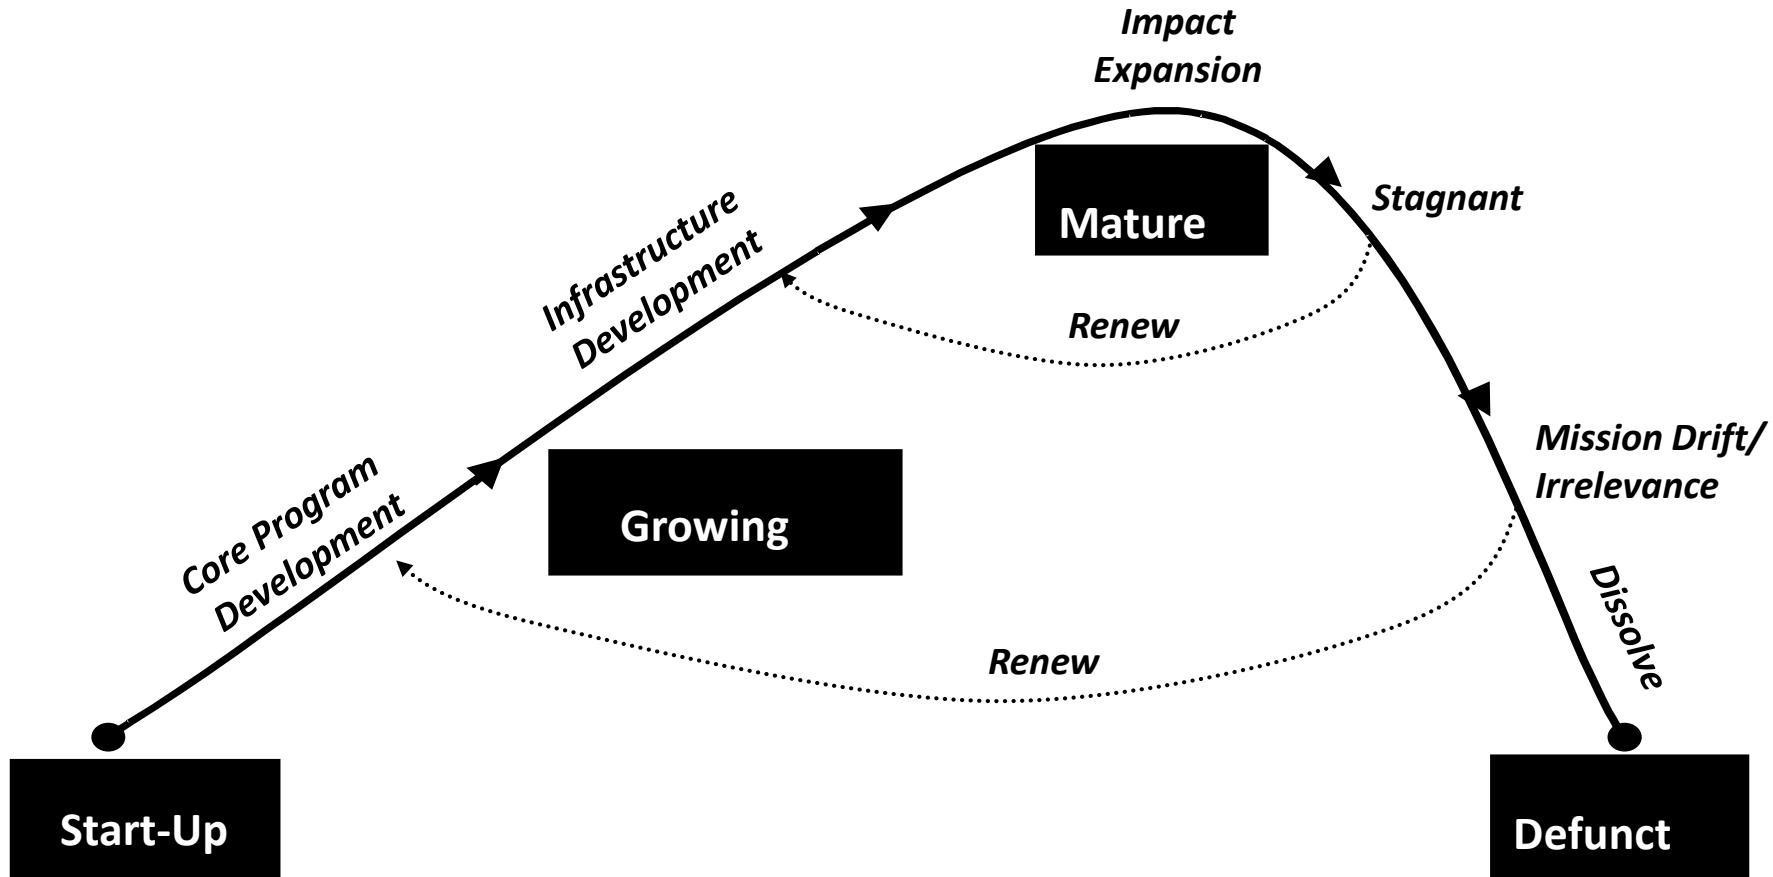 Impact
Expansion
Mature
Stagnant
Infrastructure
Development
Renew
Mission Drift/
Irrelevance
Core Program
Development
Growing
Dissolve
Renew
Start-Up
Defunct